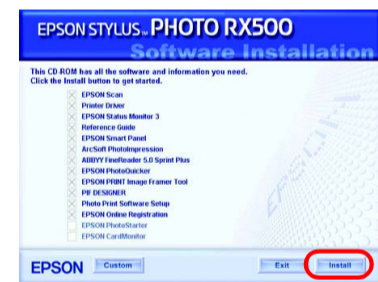 EPSON STYLUS™ PHOTO RX500
Software Installation
This CD-ROM has all the software and information you need.
Click the Install button to get started.
EPSON Scan
Printer Driver
EPSON Status Monitor 3
Reference Guide
EPSON Smart Panel
ArcSoft PhotoImpression
ABBYY FineReader 5.0 Sprint Plus
EPSON PhotoQuicker
EPSON PRINT Image Framer Tool
PIF DESIGNER
Photo Print Software Setup
EPSON Online Registration
EPSON PhotoStarter
EPSON CardMonitor
EPSON
EPSON Custom Exit Install